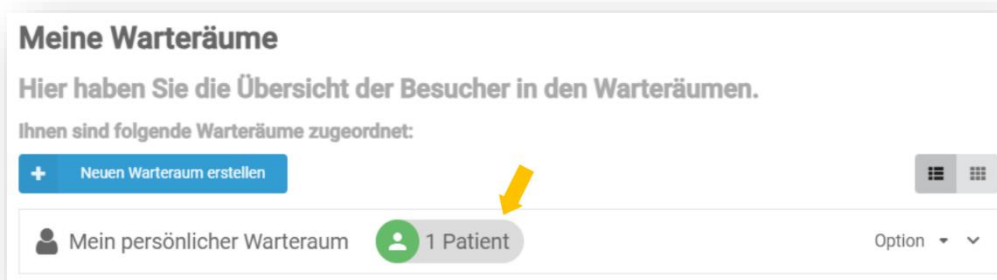 Meine Warteräume
Hier haben Sie die Übersicht der Besucher in den Warteräumen.
Ihnen sind folgende Warteräume zugeordnet:
Neuen Warteraum erstellen
Mein persönlicher Warteraum 1 Patient Option